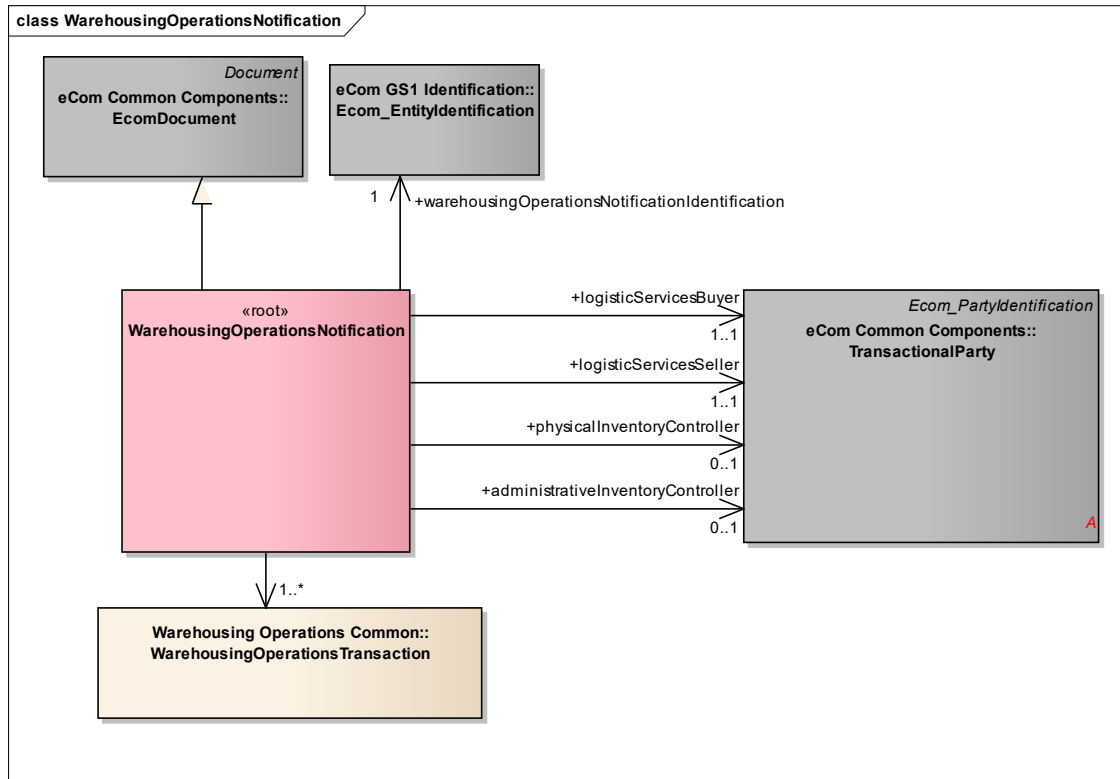 class WarehousingOperationsNotification
Document
eCom Common Components::
EcomDocument
eCom GS1 Identification::
Ecom_EntityIdentification
1
+warehousingOperationsNotificationIdentification
«root»
WarehousingOperationsNotification
+logisticServicesBuyer
1..1
+logisticServicesSeller
1..1
+physicalInventoryController
0..1
+administrativeInventoryController
0..1
Ecom_PartyIdentification
eCom Common Components::
TransactionalParty
A
1..*
Warehousing Operations Common::
WarehousingOperationsTransaction